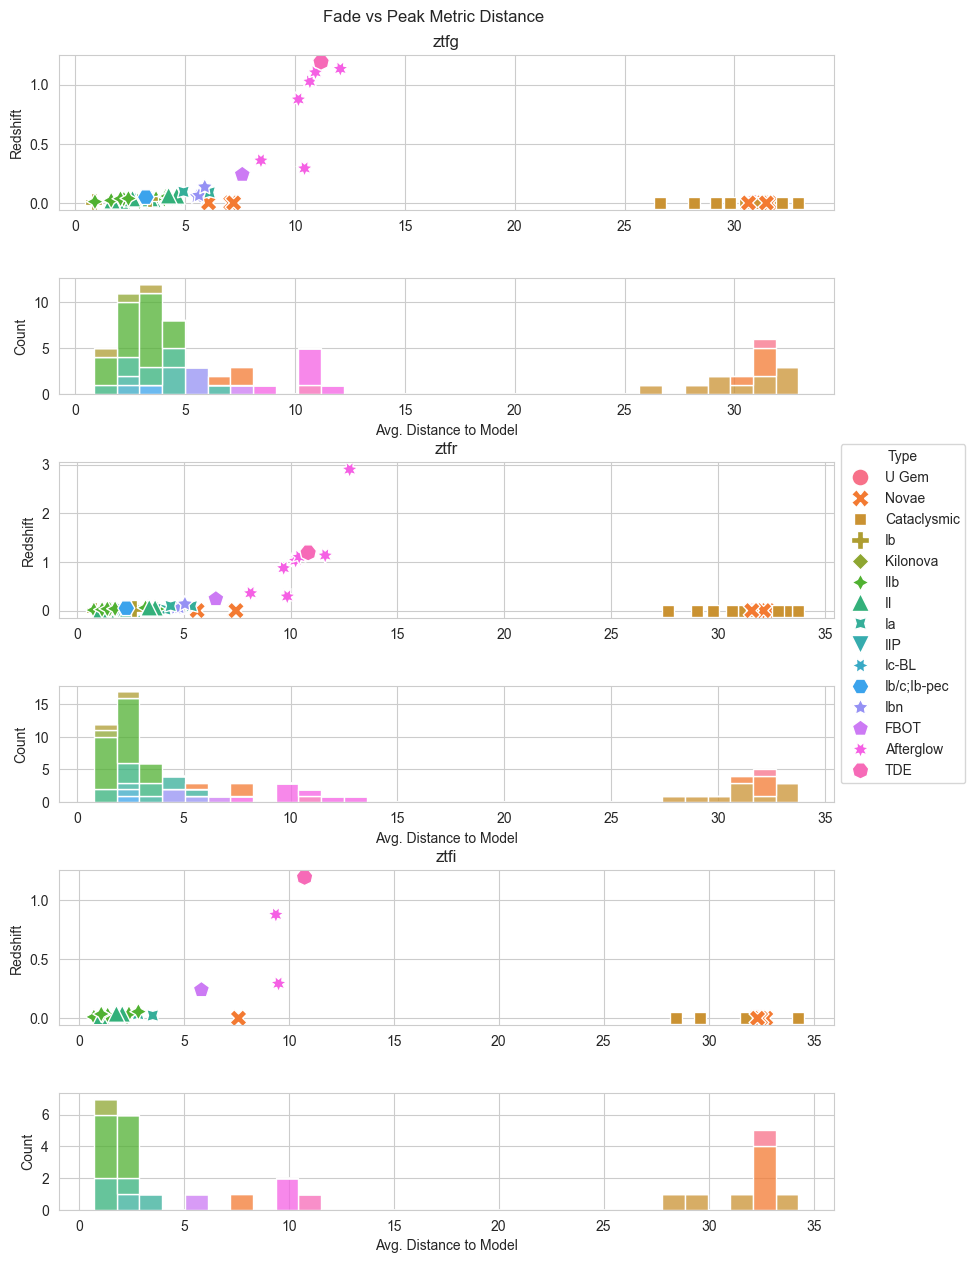 Fade vs Peak Metric Distance
ztfg
1.0
0.5
0.0
Redshift
0 5 10 15 20 25 30
10
5
0
Count
0 5 10 15 20 25 30
Avg. Distance to Model
ztfr
3
2
1
0
Redshift
0 5 10 15 20 25 30 35
15
10
5
0
Count
0 5 10 15 20 25 30 35
Avg. Distance to Model
Type
U Gem
Novae
Cataclysmic
Ib
Kilonova
IIb
II
Ia
IIP
Ic-BL
Ib/c;Ib-pec
Ibn
FBOT
Afterglow
TDE
ztfi
1.0
0.5
0.0
Redshift
0 5 10 15 20 25 30 35
6
4
2
0
Count
0 5 10 15 20 25 30 35
Avg. Distance to Model